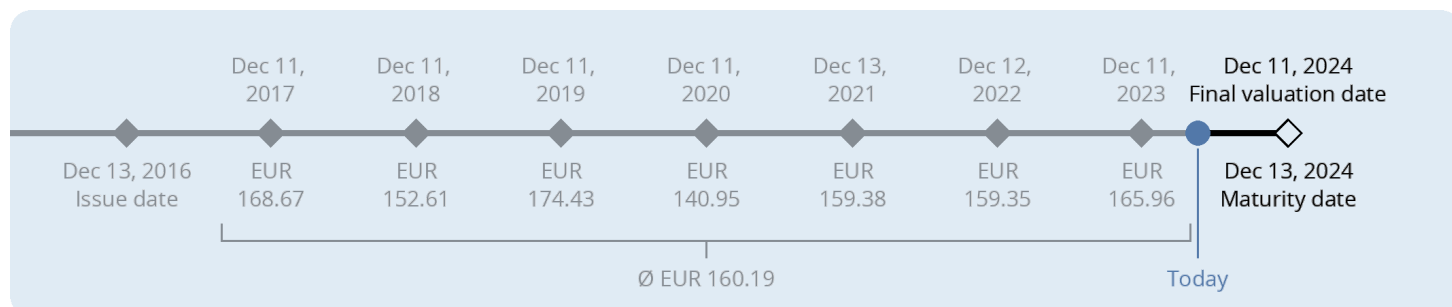 Dec 11,
2017
Dec 11,
2018
Dec 11,
2019
Dec 11,
2020
Dec 13,
2021
Dec 12,
2022
Dec 11,
2023
Dec 11, 2024
Final valuation date
Dec 13, 2016
Issue date
EUR
168.67
EUR
152.61
EUR
174.43
EUR
140.95
EUR
159.38
EUR
159.35
EUR
165.96
Dec 13, 2024
Maturity date
Ø EUR 160.19
Today